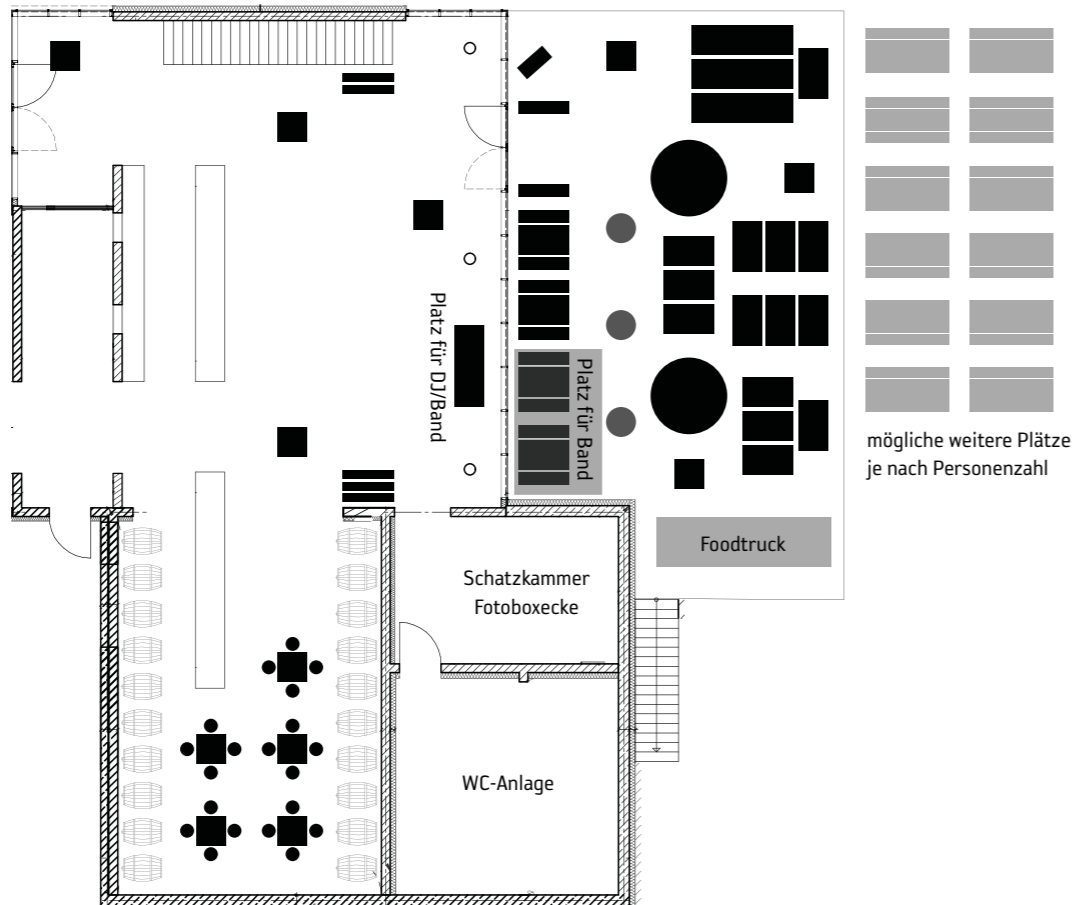 Platz für DJ/Band
Platz für Band
mögliche weitere Plätze
je nach Personenzahl
Foodtruck
Schatzkammer
Fotoboxecke
WC-Anlage